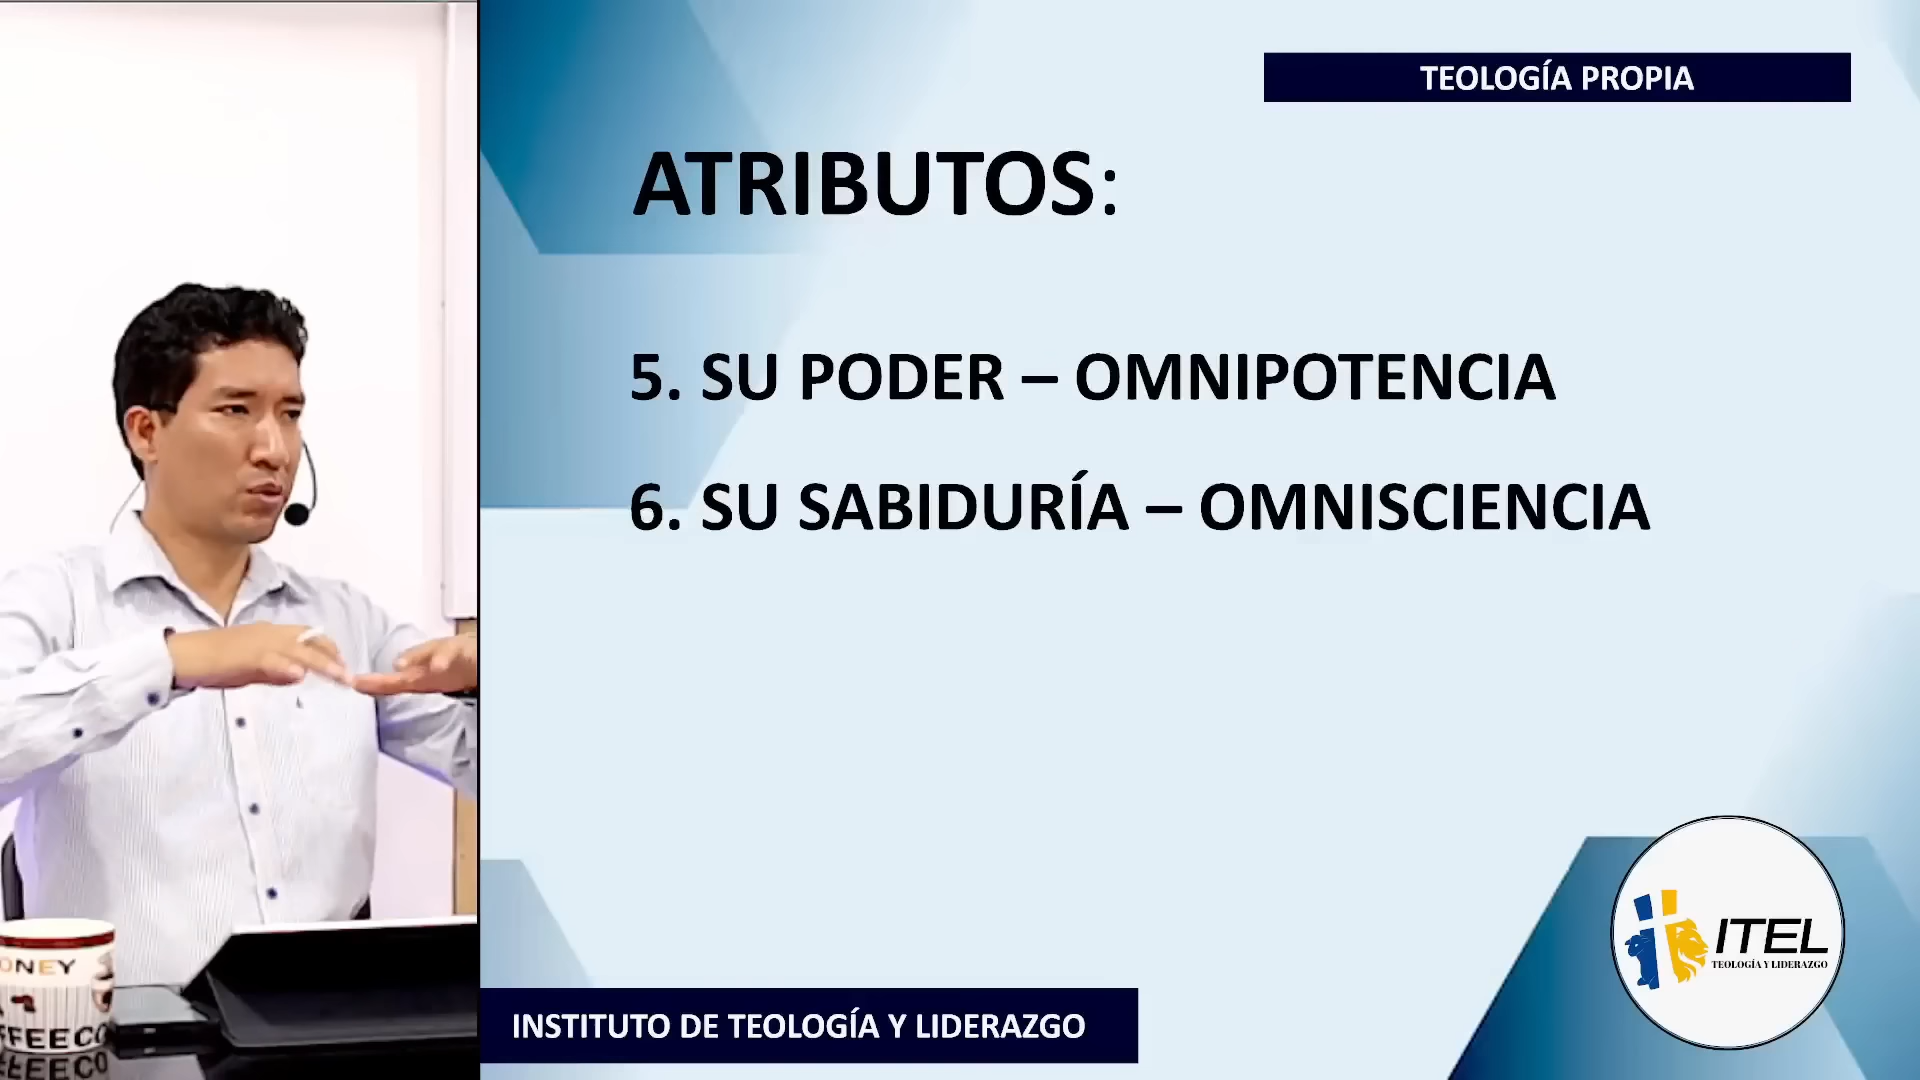 TEOLOGÍA PROPIA
ATRIBUTOS:
5. SU PODER – OMNIPOTENCIA
6. SU SABIDURÍA – OMNISCIENCIA
ITEL
TEOLOGÍA Y LIDERAZGO
INSTITUTO DE TEOLOGÍA Y LIDERAZGO